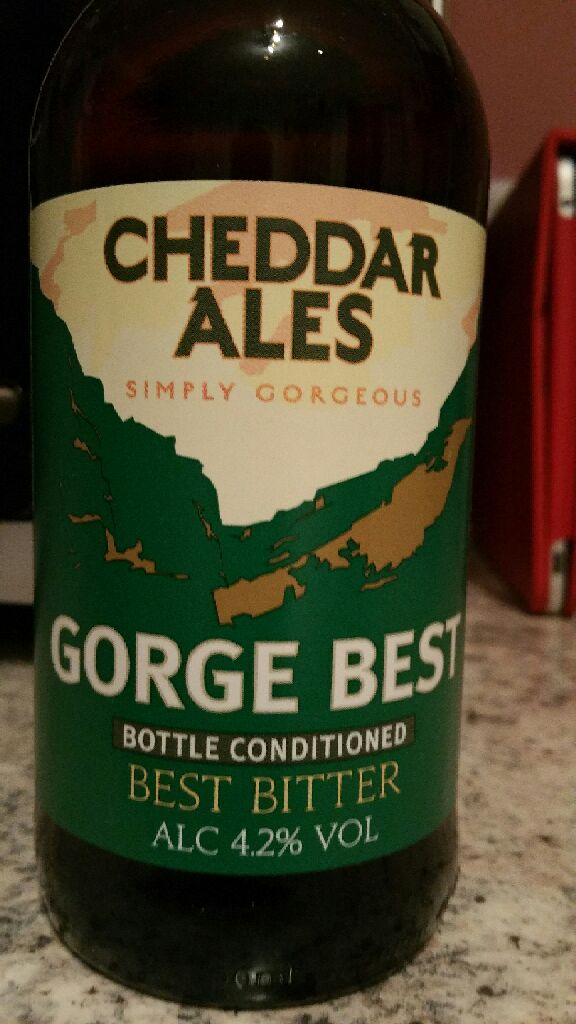 CHEDDAR
ALES
SIMPLY GORGEOUS
GORGE BEST
BOTTLE CONDITIONED
BEST BITTER
ALC 4.2% VOL